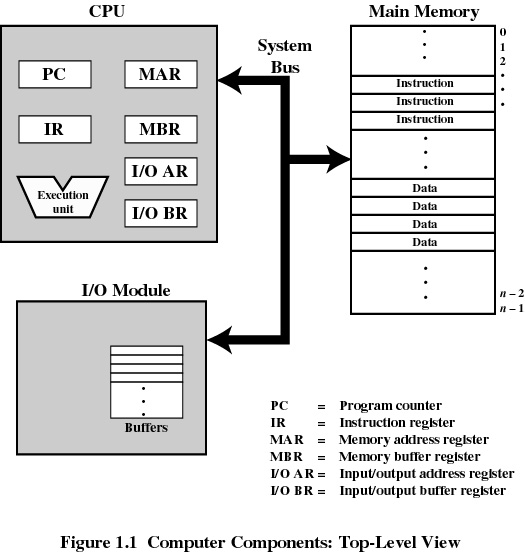 CPU
Main Memory
System
Bus
PC
MAR
IR
MBR
I/O AR
Execution
unit
I/O BR
0
1
2
Instruction
Instruction
Instruction
Data
Data
Data
Data
n – 2
n – 1
I/O Module
Buffers
PC = Program counter
IR = Instruction register
MAR = Memory address register
MBR = Memory buffer register
I/O AR = Input/output address register
I/O BR = Input/output buffer register
Figure 1.1 Computer Components: Top-Level View